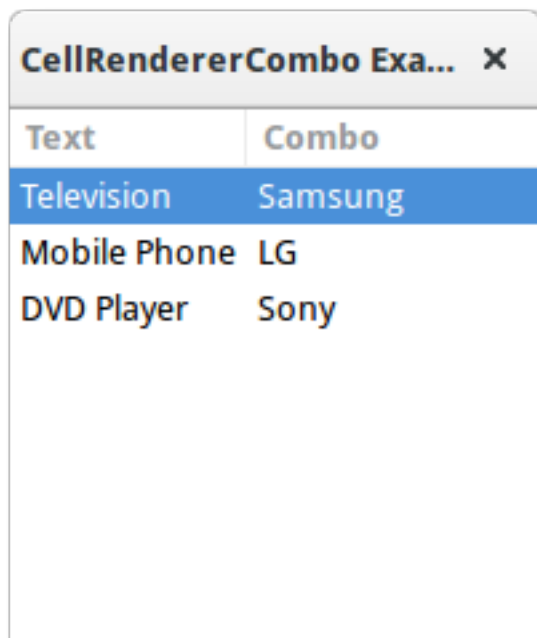 CellRendererCombo Exa...
Text Combo
Television Samsung
Mobile Phone LG
DVD Player Sony